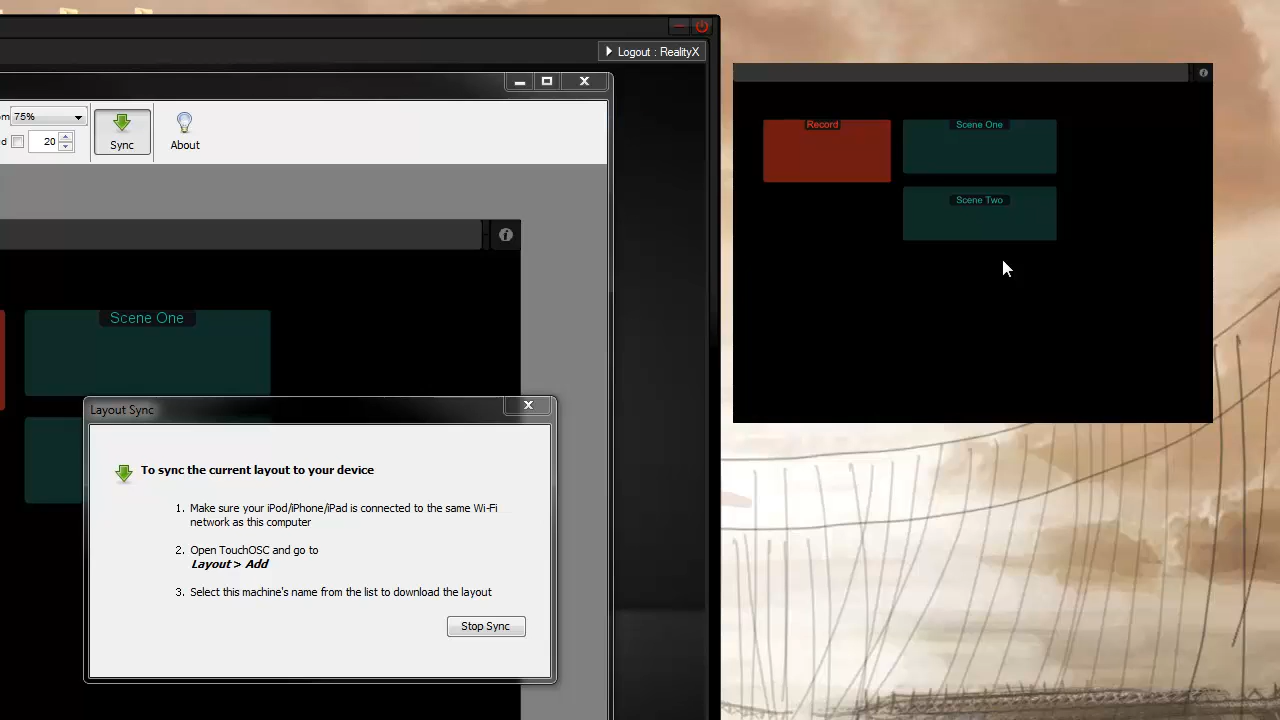 Logout : RealityX
75%
20
Sync
About
Scene One
Layout Sync
To sync the current layout to your device
1. Make sure your iPod/iPhone/iPad is connected to the same Wi-Fi
network as this computer
2. Open TouchOSC and go to
Layout > Add
3. Select this machine's name from the list to download the layout
Stop Sync
Record
Scene One
Scene Two